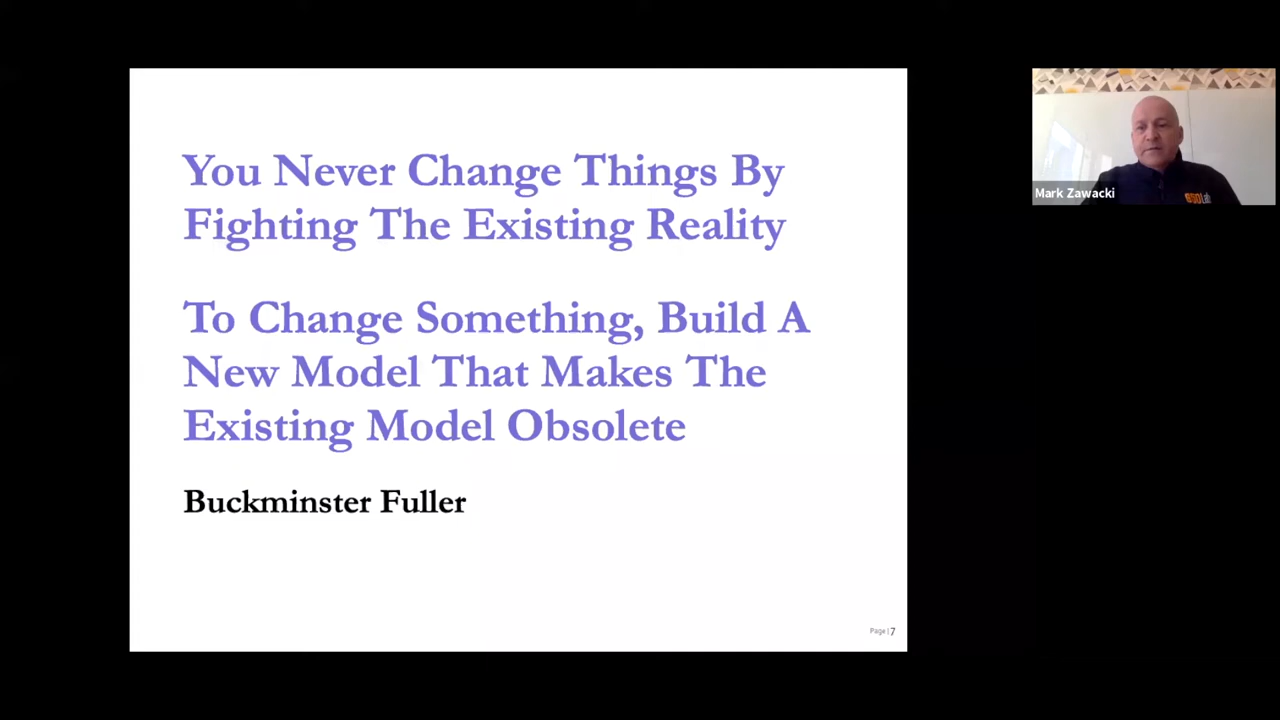 You Never Change Things By
Fighting The Existing Reality
To Change Something, Build A
New Model That Makes The
Existing Model Obsolete
Buckminster Fuller
Page | 7
Mark Zawacki
650Lab